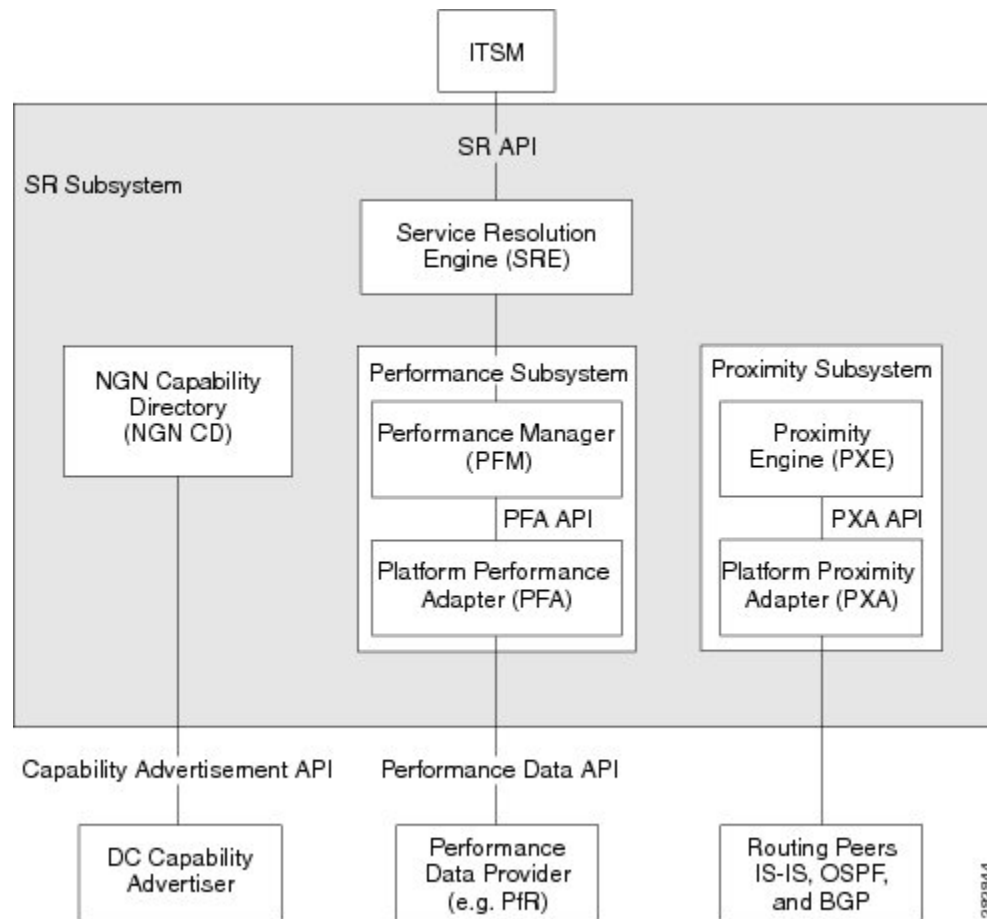 ITSM
SR API
SR Subsystem
Service Resolution
Engine (SRE)
NGN Capability
Directory
(NGN CD)
Performance Subsystem
Performance Manager
(PFM)
PFA API
Platform Performance
Adapter (PFA)
Proximity Subsystem
Proximity
Engine (PXE)
PXA API
Platform Proximity
Adapter (PXA)
Capability Advertisement API
Performance Data API
DC Capability
Advertiser
Performance
Data Provider
(e.g. PfR)
Routing Peers
IS-IS, OSPF,
and BGP